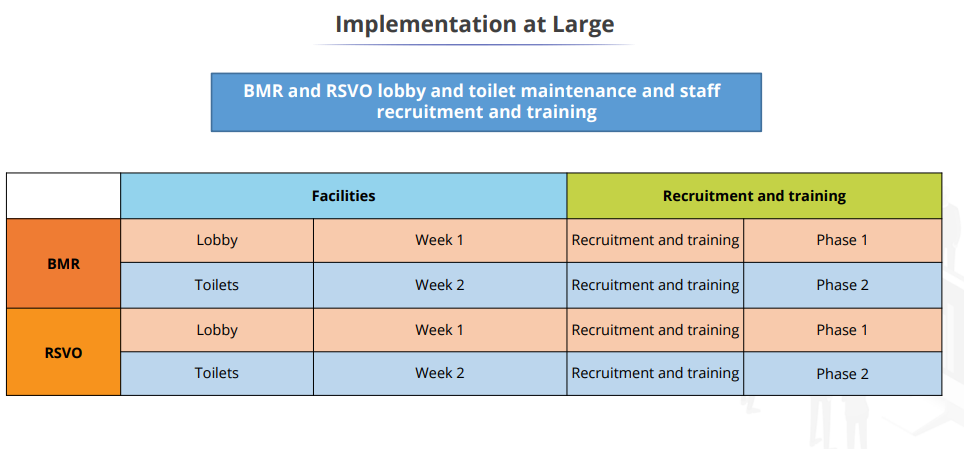 Implementation at Large
BMR and RSVO lobby and toilet maintenance and staff
recruitment and training
Facilities Recruitment and training
BMR
Lobby Week 1 Recruitment and training Phase 1
Toilets Week 2 Recruitment and training Phase 2
RSVO
Lobby Week 1 Recruitment and training Phase 1
Toilets Week 2 Recruitment and training Phase 2